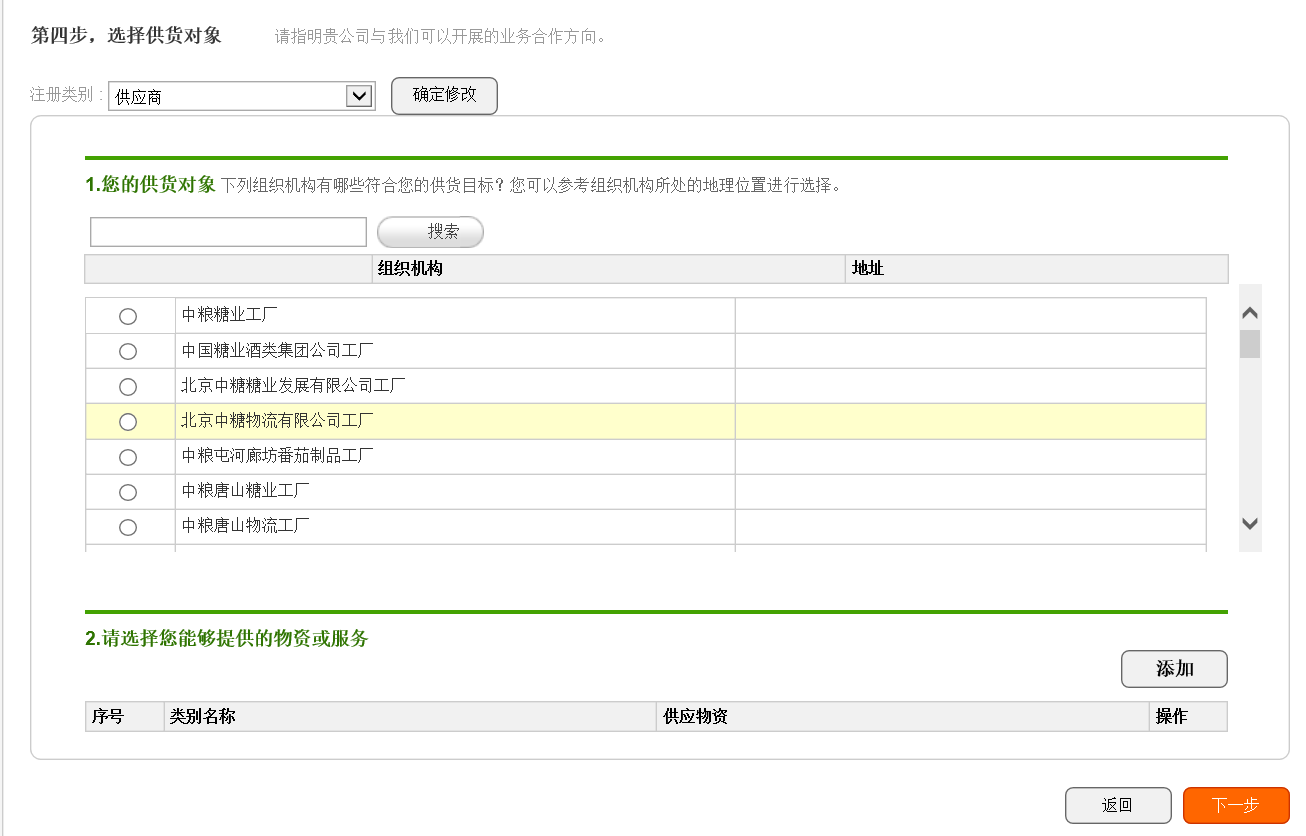 第四步，选择供货对象 请指明贵公司与我们可以开展的业务合作方向。
注册类别： 供应商 确定修改
1.您的供货对象 下列组织机构有哪些符合您的供货目标？您可以参考组织机构所处的地理位置进行选择。
搜索
组织机构 地址
中粮糖业工厂
中国糖业酒类集团公司工厂
北京中糖糖业发展有限公司工厂
北京中糖物流有限公司工厂
中粮屯河廊坊番茄制品工厂
中粮唐山糖业工厂
中粮唐山物流工厂
2.请选择您能够提供的物资或服务
添加
序号 类别名称 供应物资 操作
返回 下一步